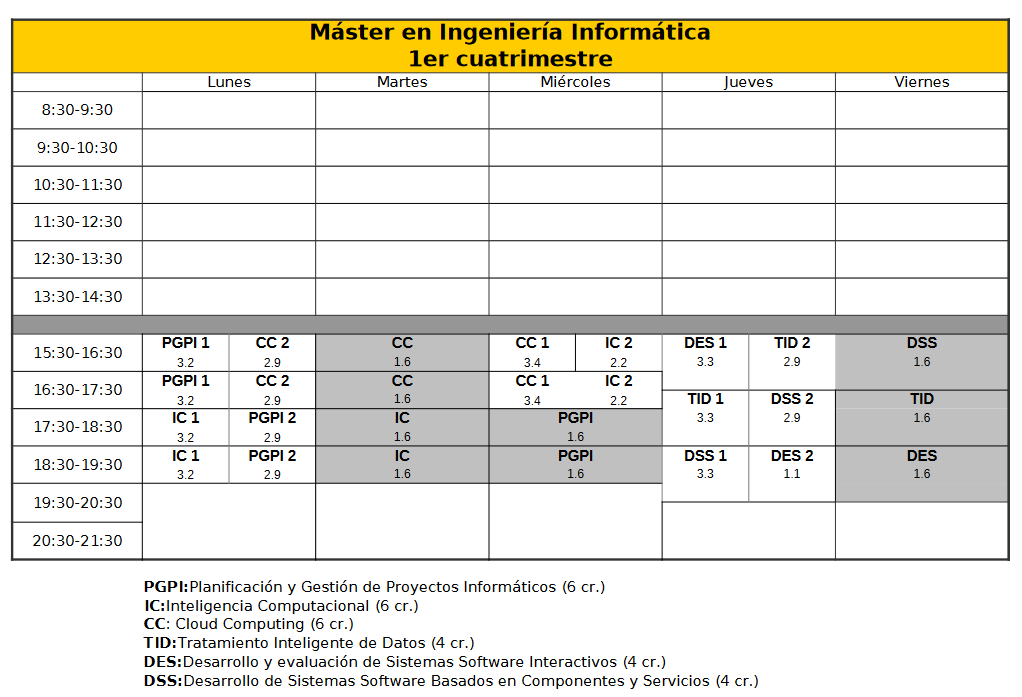 Máster en Ingeniería Informática
1er cuatrimestre
Lunes Martes Miércoles Jueves Viernes
8:30-9:30
9:30-10:30
10:30-11:30
11:30-12:30
12:30-13:30
13:30-14:30
15:30-16:30 PGPI 1 CC 2 CC CC 1 IC 2 DES 1 TID 2 DSS
3.2 2.9 1.6 3.4 2.2 3.3 2.9 1.6
16:30-17:30 PGPI 1 CC 2 CC CC 1 IC 2
3.2 2.9 1.6 3.4 2.2
TID 1 DSS 2 TID
17:30-18:30 IC 1 PGPI 2 IC PGPI 3.3 2.9 1.6
3.2 2.9 1.6 1.6
18:30-19:30 IC 1 PGPI 2 IC PGPI DSS 1 DES 2 DES
3.2 2.9 1.6 1.6 3.3 1.1 1.6
19:30-20:30
20:30-21:30
PGPI:Planificación y Gestión de Proyectos Informáticos (6 cr.)
IC:Inteligencia Computacional (6 cr.)
CC: Cloud Computing (6 cr.)
TID:Tratamiento Inteligente de Datos (4 cr.)
DES:Desarrollo y evaluación de Sistemas Software Interactivos (4 cr.)
DSS:Desarrollo de Sistemas Software Basados en Componentes y Servicios (4 cr.)